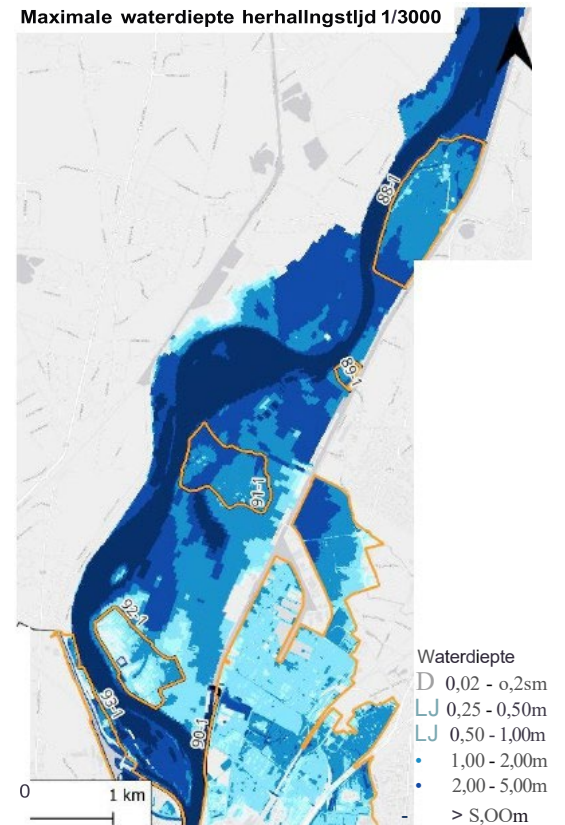 Maximale waterdiepte herhallngstljd 1/3000
88-1
89-1
91-1
92-1
93-1
90-1
Waterdiepte
D 0,02 - o,2sm
LJ 0,25 - 0,50m
LJ 0,50 - 1,00m
• 1,00 - 2,00m
• 2,00 - 5,00m
- > S,OOm
0
1 km